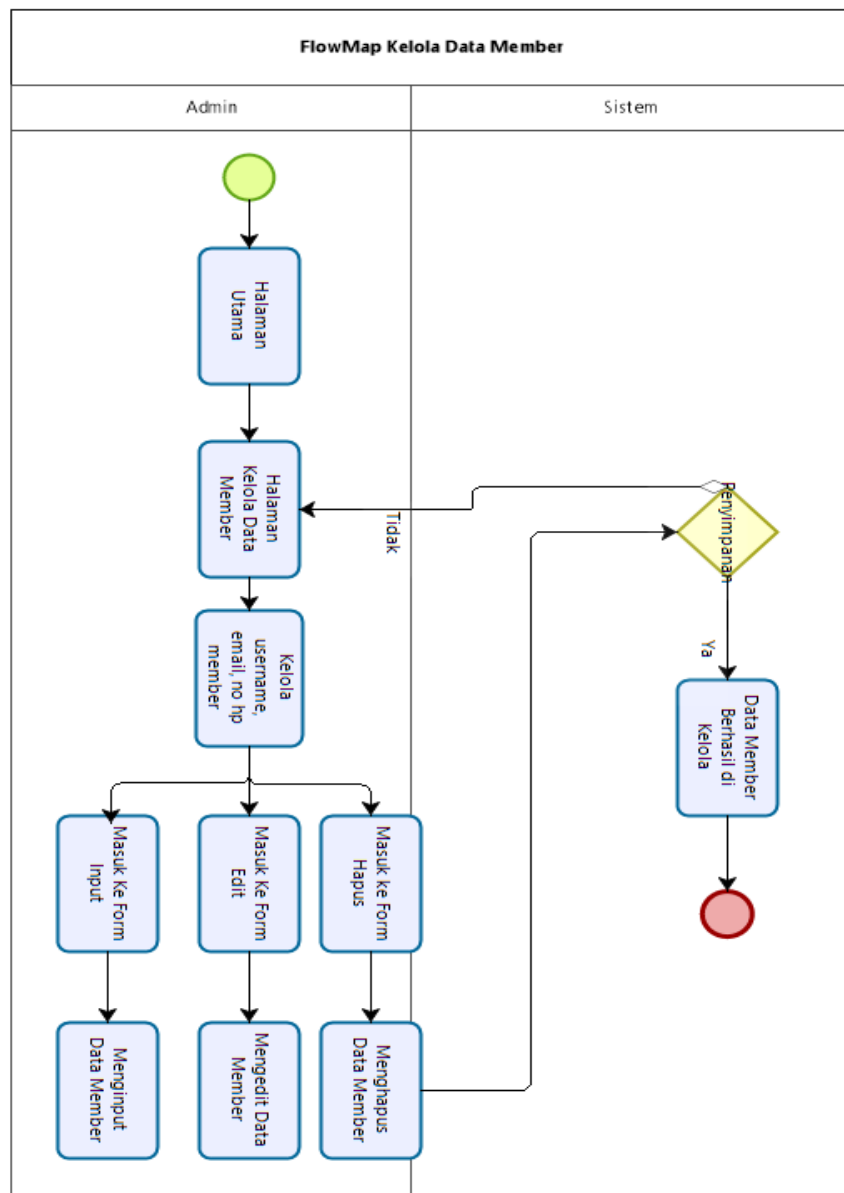 FlowMap Kelola Data Member
Admin
Sistem
Halaman
Utama
Halaman
Kelola Data
Member
Tidak
Penyimpanan
Ya
Kelola
username,
email, no hp
member
Data Member
Berhasil di
Kelola
Masuk Ke Form
Input
Masuk Ke Form
Edit
Masuk Ke Form
Hapus
Menginput
Data Member
Mengedit Data
Member
Menghapus
Data Member